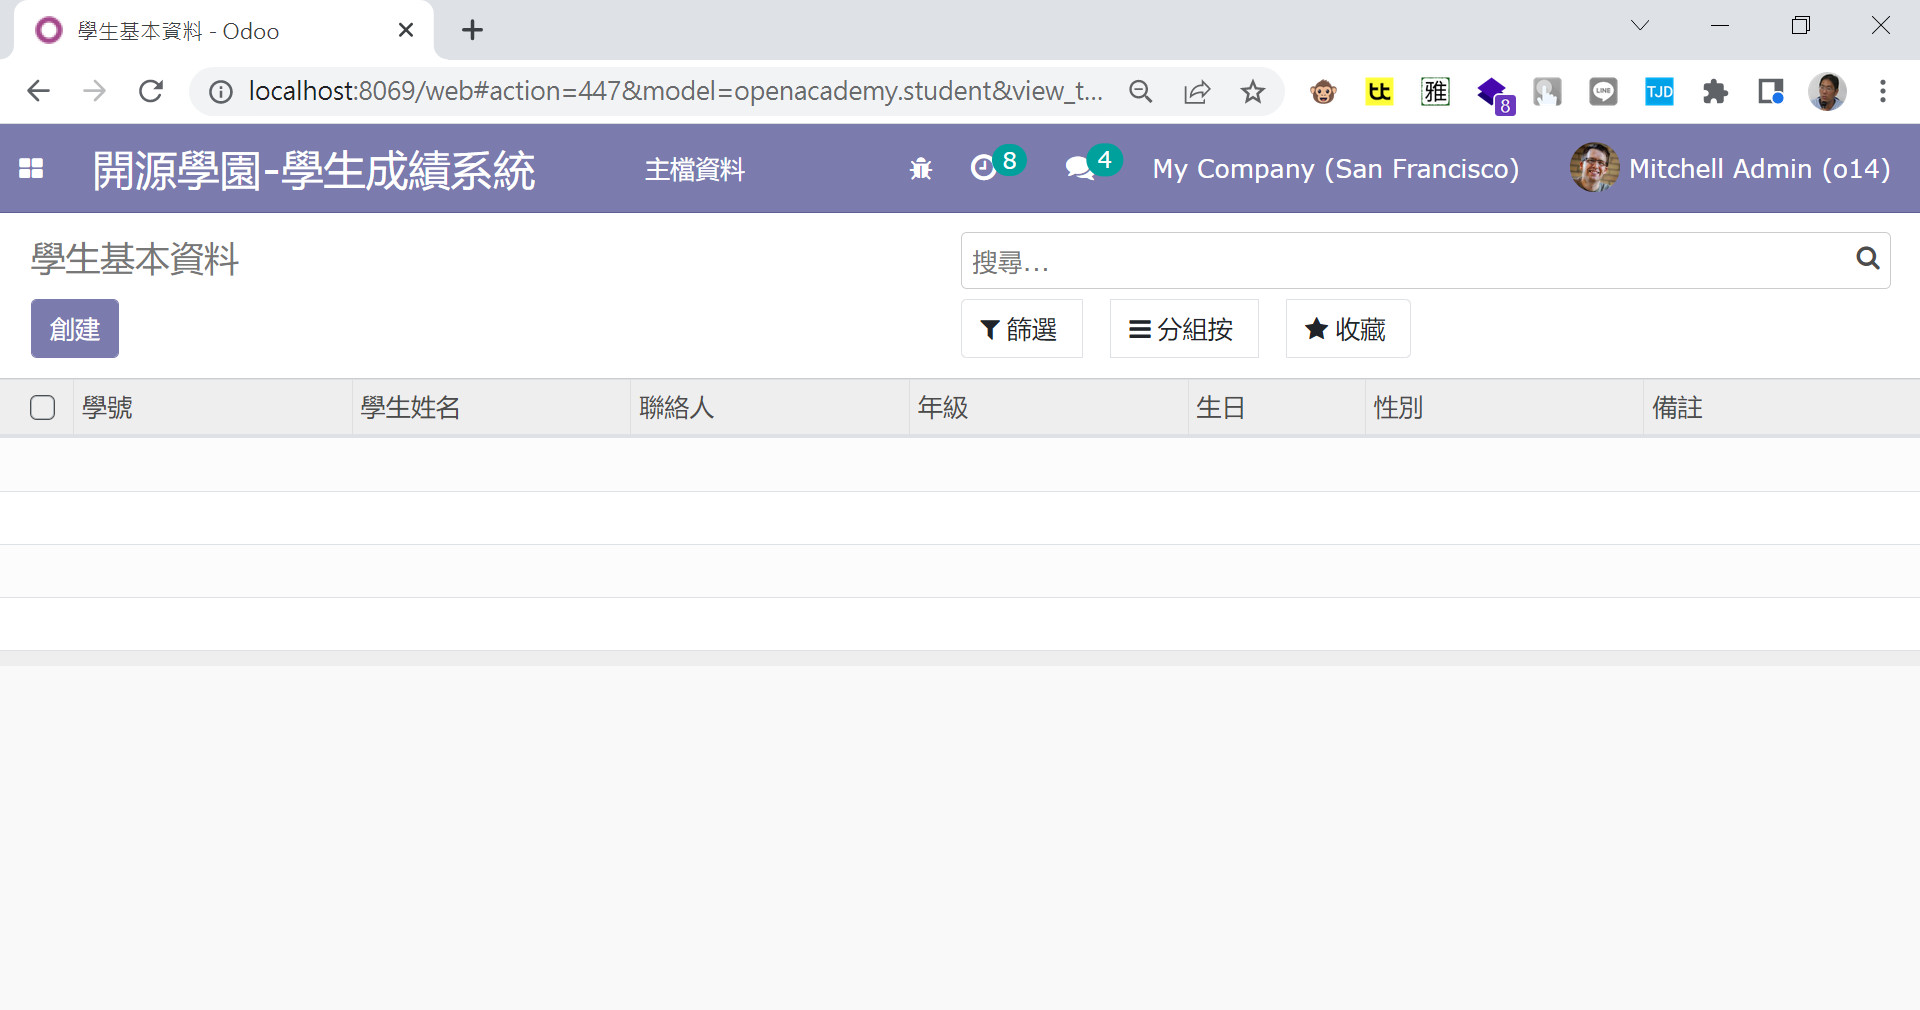 學生基本資料 - Odoo
localhost:8069/web#action=447&model=openacademy.student&view_t...
tt
雅
8
LINE
TJD
開源學園-學生成績系統
主檔資料
8
4
My Company (San Francisco)
Mitchell Admin (o14)
學生基本資料
搜尋...
創建
篩選
分組按
收藏
學號 學生姓名 聯絡人 年級 生日 性別 備註